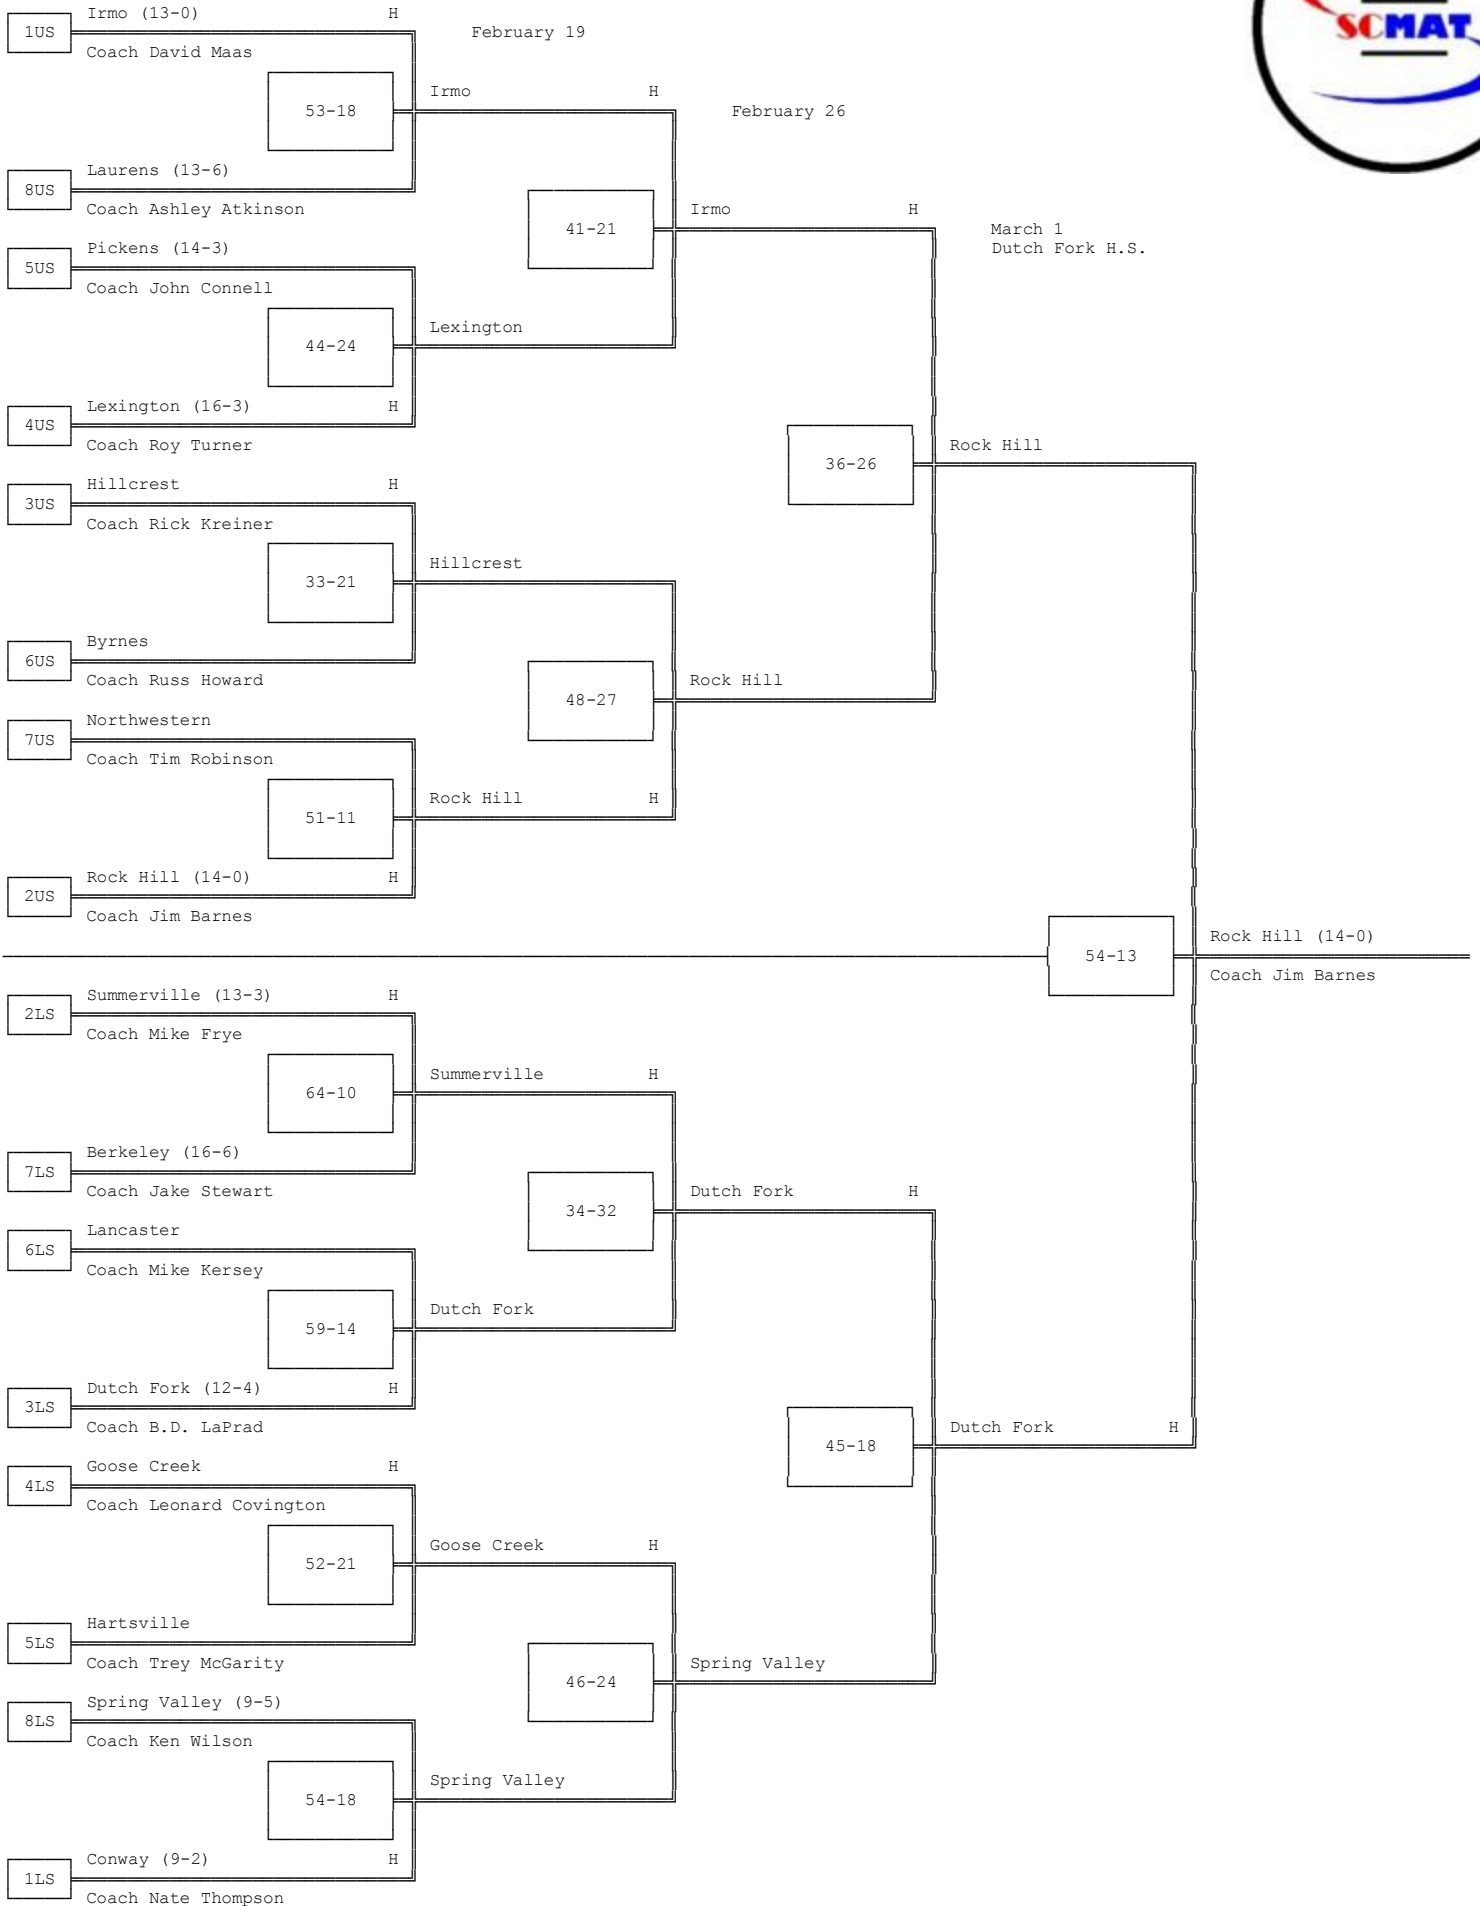 Irmo (13-0) H
1US
February 19
Coach David Maas
SCMAT
Irmo H
53-18
February 26
Laurens (13-6)
8US
Coach Ashley Atkinson
Irmo H
41-21
March 1
Dutch Fork H.S.
Pickens (14-3)
5US
Coach John Connell
Lexington
44-24
Lexington (16-3) H
4US
Coach Roy Turner
Rock Hill
36-26
Hillcrest H
3US
Coach Rick Kreiner
Hillcrest
33-21
Byrnes
6US
Coach Russ Howard
Rock Hill
48-27
Northwestern
7US
Coach Tim Robinson
Rock Hill H
51-11
Rock Hill (14-0) H
2US
Coach Jim Barnes
Rock Hill (14-0)
54-13
Coach Jim Barnes
Summerville (13-3) H
2LS
Coach Mike Frye
Summerville H
64-10
Berkeley (16-6)
7LS
Coach Jake Stewart
Dutch Fork H
34-32
Lancaster
6LS
Coach Mike Kersey
Dutch Fork
59-14
Dutch Fork (12-4) H
3LS
Coach B.D. LaPrad
Dutch Fork H
45-18
Goose Creek H
4LS
Coach Leonard Covington
Goose Creek H
52-21
Hartsville
5LS
Coach Trey McGarity
Spring Valley
46-24
Spring Valley (9-5)
8LS
Coach Ken Wilson
Spring Valley
54-18
Conway (9-2) H
1LS
Coach Nate Thompson